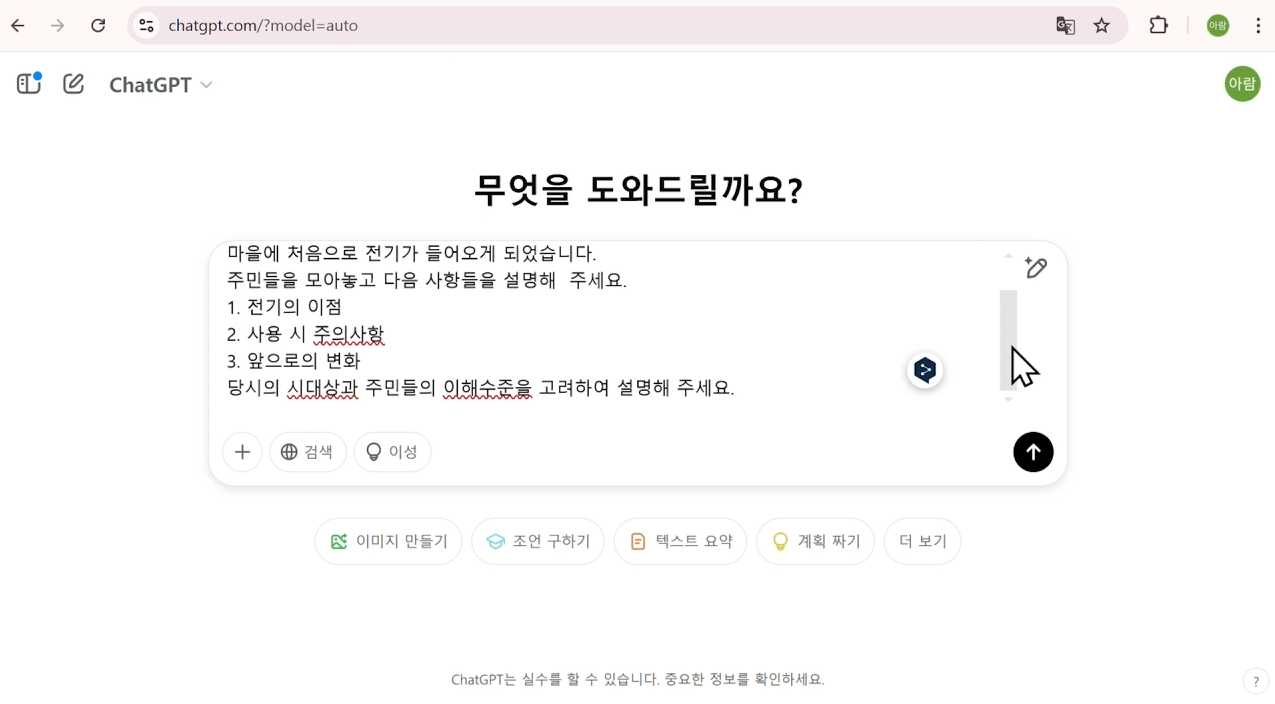 chatgpt.com/?model=auto
아람
ChatGPT
아람
무엇을 도와드릴까요?
마을에 처음으로 전기가 들어오게 되었습니다.
주민들을 모아놓고 다음 사항들을 설명해  주세요.
1. 전기의 이점
2. 사용 시 주의사항
3. 앞으로의 변화
당시의 시대상과 주민들의 이해수준을 고려하여 설명해 주세요.
검색 이성
이미지 만들기 조언 구하기 텍스트 요약 계획 짜기 더 보기
ChatGPT는 실수를 할 수 있습니다. 중요한 정보를 확인하세요.
?